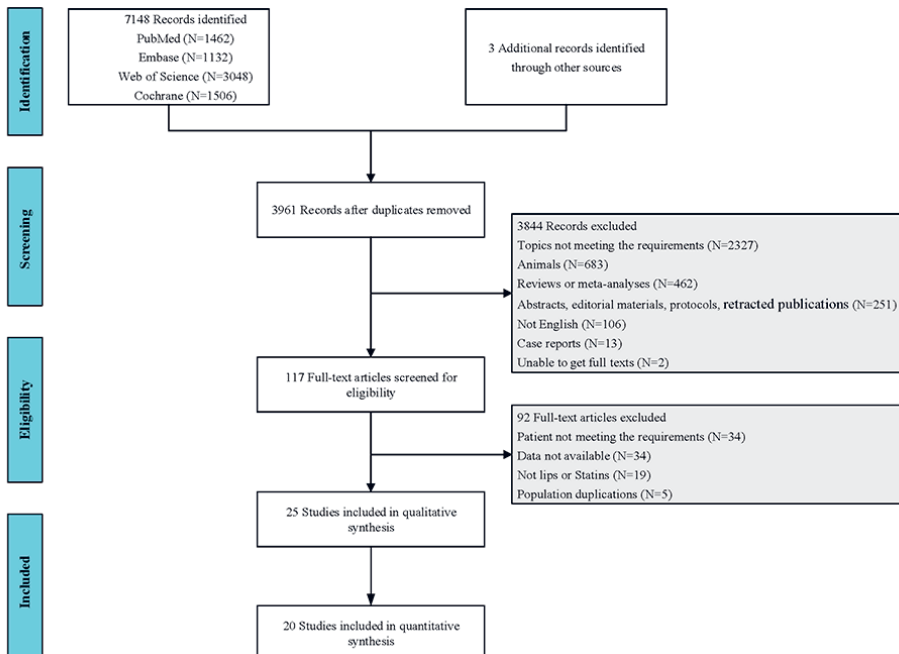 Identification
7148 Records identified
PubMed (N=1462)
Embase (N=1132)
Web of Science (N=3048)
Cochrane (N=1506)
3 Additional records identified
through other sources
Screening
3961 Records after duplicates removed
3844 Records excluded
Topics not meeting the requirements (N=2327)
Animals (N=683)
Reviews or meta-analyses (N=462)
Abstracts, editorial materials, protocols, retracted publications (N=251)
Not English (N=106)
Case reports (N=13)
Unable to get full texts (N=2)
Eligibility
117 Full-text articles screened for
eligibility
92 Full-text articles excluded
Patient not meeting the requirements (N=34)
Data not available (N=34)
Not lips or Statins (N=19)
Population duplications (N=5)
Included
25 Studies included in qualitative
synthesis
20 Studies included in quantitative
synthesis